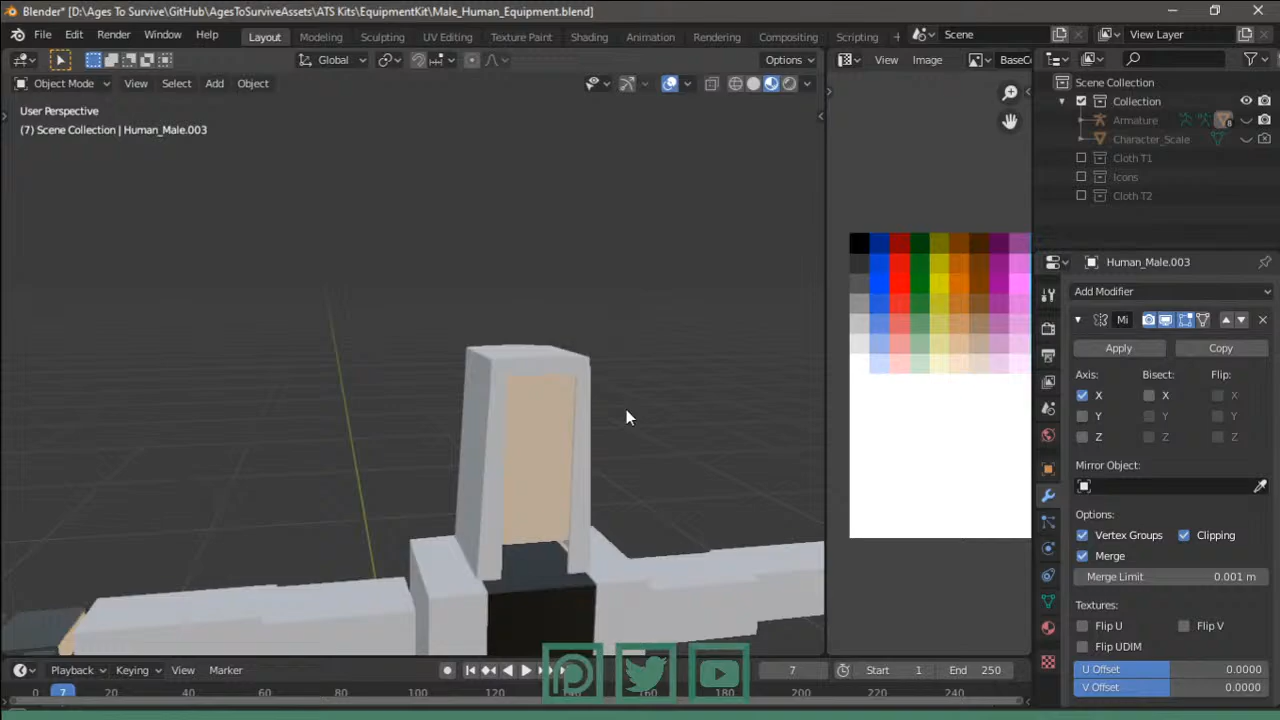 Blender* [D:\Ages To Survive\GitHub\AgesToSurviveAssets\ATS Kits\EquipmentKit\Male_Human_Equipment.blend]
File Edit Render Window Help Layout Modeling Sculpting UV Editing Texture Paint Shading Animation Rendering Compositing Scripting + Scene View Layer
Global Options View Image BaseC
Object Mode View Select Add Object
User Perspective
(7) Scene Collection | Human_Male.003
Scene Collection
Collection
Armature 8
Character_Scale
Cloth T1
Icons
Cloth T2
Human_Male.003
Add Modifier
Mi
Apply Copy
Axis: Bisect: Flip:
X X X
Y Y Y
Z Z Z
Mirror Object:
Options:
Vertex Groups Clipping
Merge
Merge Limit 0.001 m
Textures:
Flip U Flip V
Flip UDIM
U Offset 0.0000
V Offset 0.0000
Playback Keying View Marker 7 Start 1 End 250
0 7 20 40 60 80 100 120 140 160 180 200 220 240